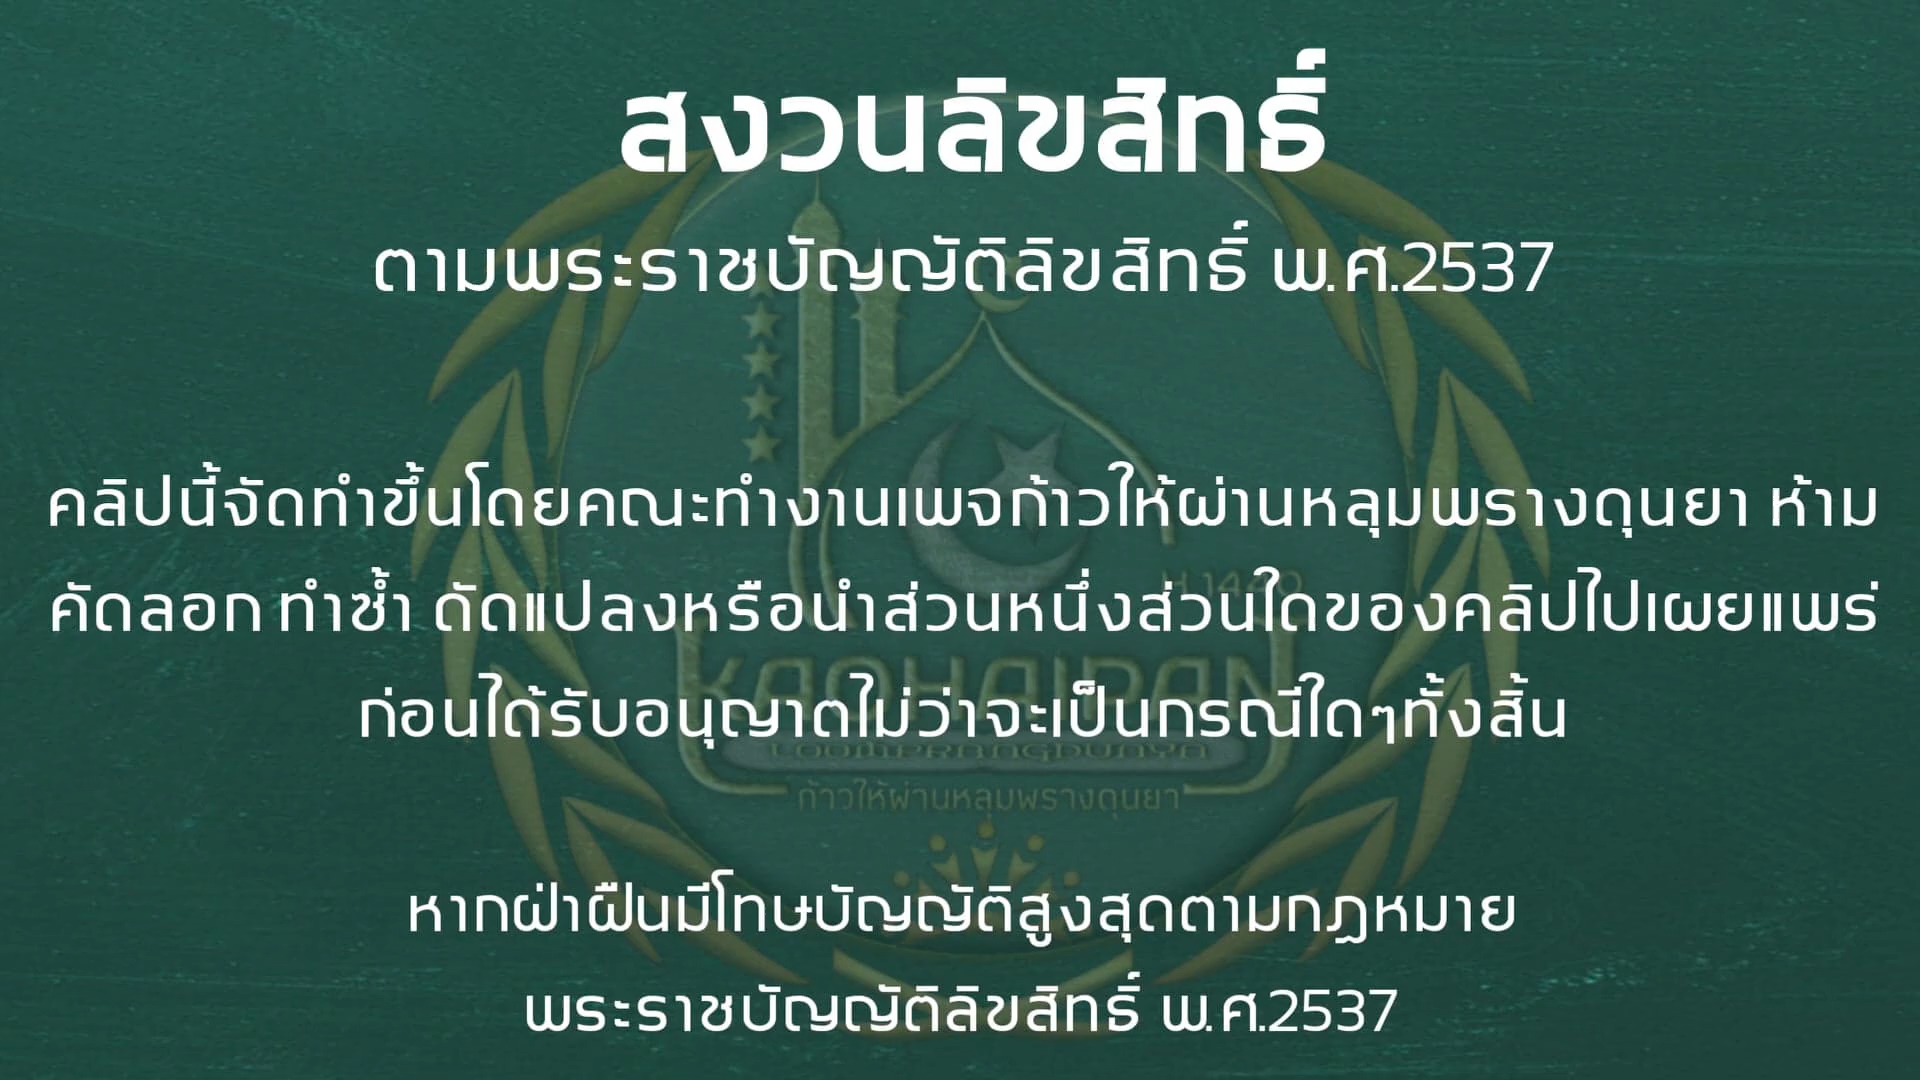 สงวนลิขสิทธิ์
ตามพระราชบัญญัติลิขสิทธิ์ พ.ศ.2537
คลิปนี้จัดทำขึ้นโดยคณะทำงานเพจก้าวให้ผ่านหลุมพรางดุนยา ห้าม
คัดลอก ทำซ้ำ ดัดแปลงหรือนำส่วนหนึ่งส่วนใดของคลิปไปเผยแพร่
ก่อนได้รับอนุญาตไม่ว่าจะเป็นกรณีใดๆทั้งสิ้น
H.1440
KAOHAIPAN
LOOMPRANGDUNYA
ก้าวให้ผ่านหลุมพรางดุนยา
หากฝ่าฝืนมีโทษบัญญัติสูงสุดตามกฎหมาย
พระราชบัญญัติลิขสิทธิ์ พ.ศ.2537